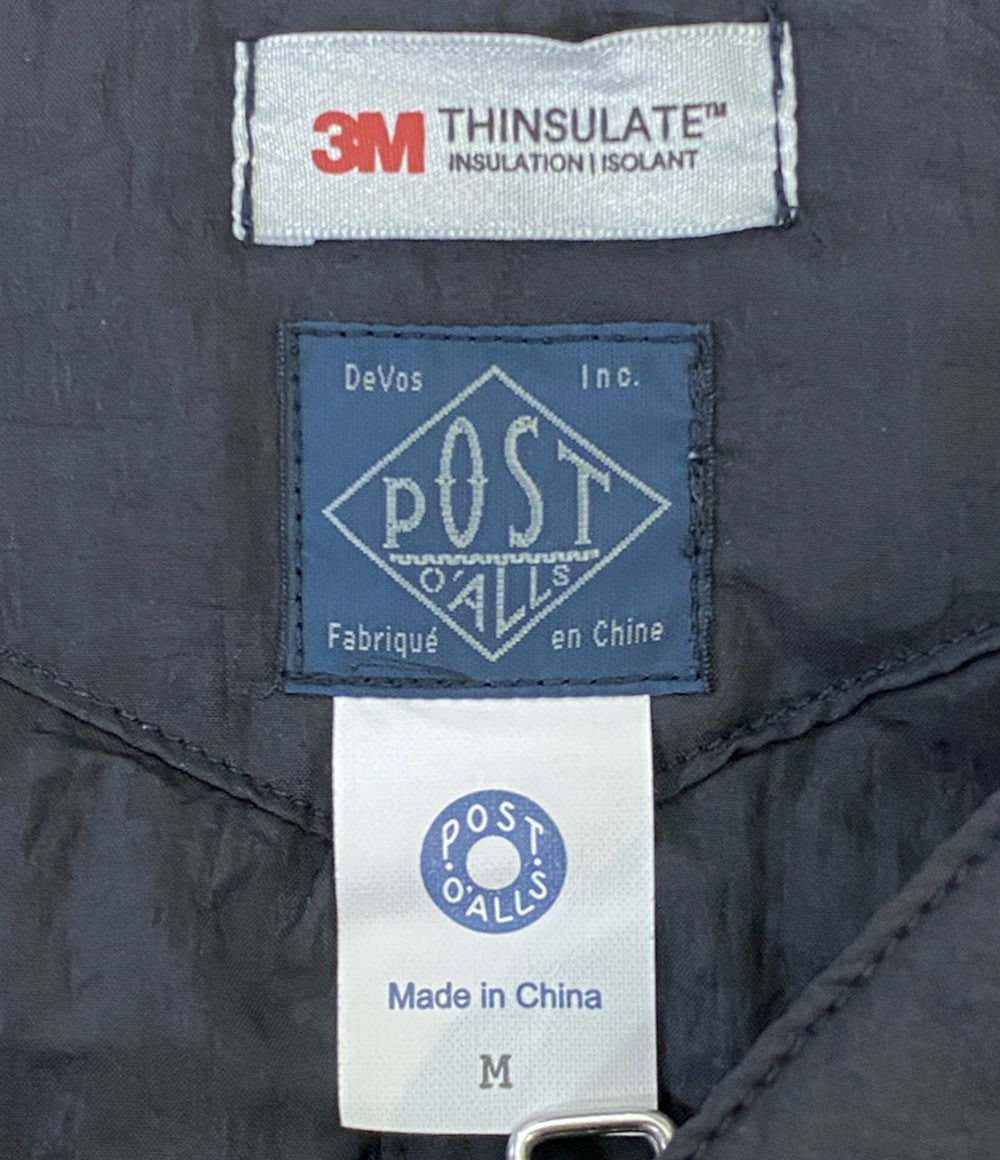 3M THINSULATE™
INSULATION | ISOLANT
DeVos Inc.
POST
O'ALLS
Fabriqué en Chine
POST
O'ALLS
Made in China
M